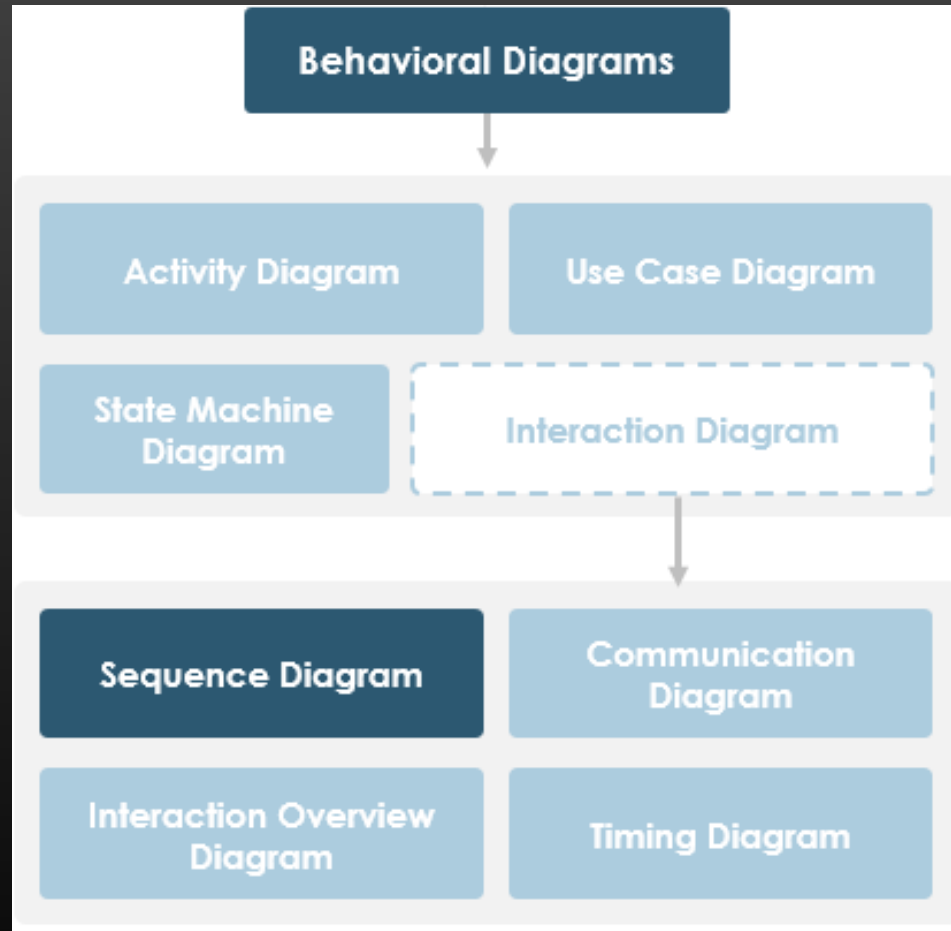 Behavioral Diagrams
Activity Diagram
Use Case Diagram
State Machine
Diagram
Interaction Diagram
Sequence Diagram
Communication
Diagram
Interaction Overview
Diagram
Timing Diagram